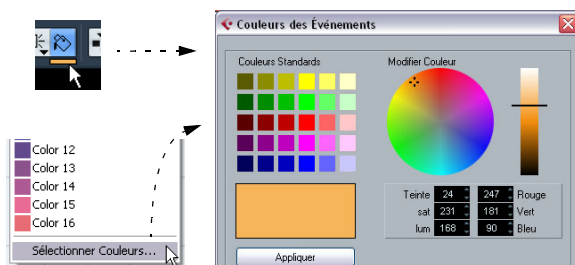 Couleurs des Événements
Couleurs Standards
Modifier Couleur
Color 12
Color 13
Color 14
Color 15
Color 16
Sélectionner Couleurs...
Teinte 24 247 Rouge
sat 231 181 Vert
lum 168 90 Bleu
Appliquer